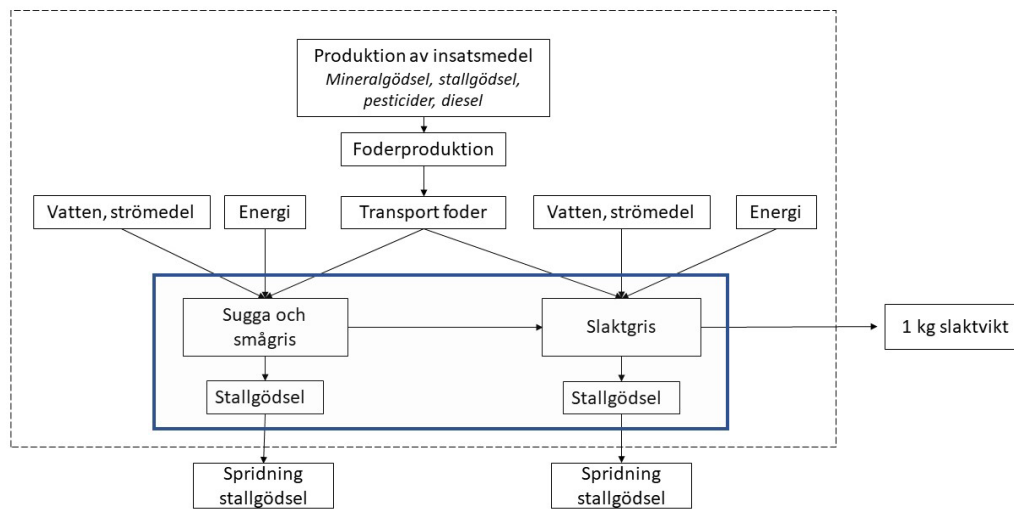 Produktion av insatsmedel
Mineralgödsel, stallgödsel,
pesticider, diesel
Foderproduktion
Vatten, strömedel
Energi
Transport foder
Vatten, strömedel
Energi
Sugga och
smågris
Slaktgris
1 kg slaktvikt
Stallgödsel
Stallgödsel
Spridning
stallgödsel
Spridning
stallgödsel